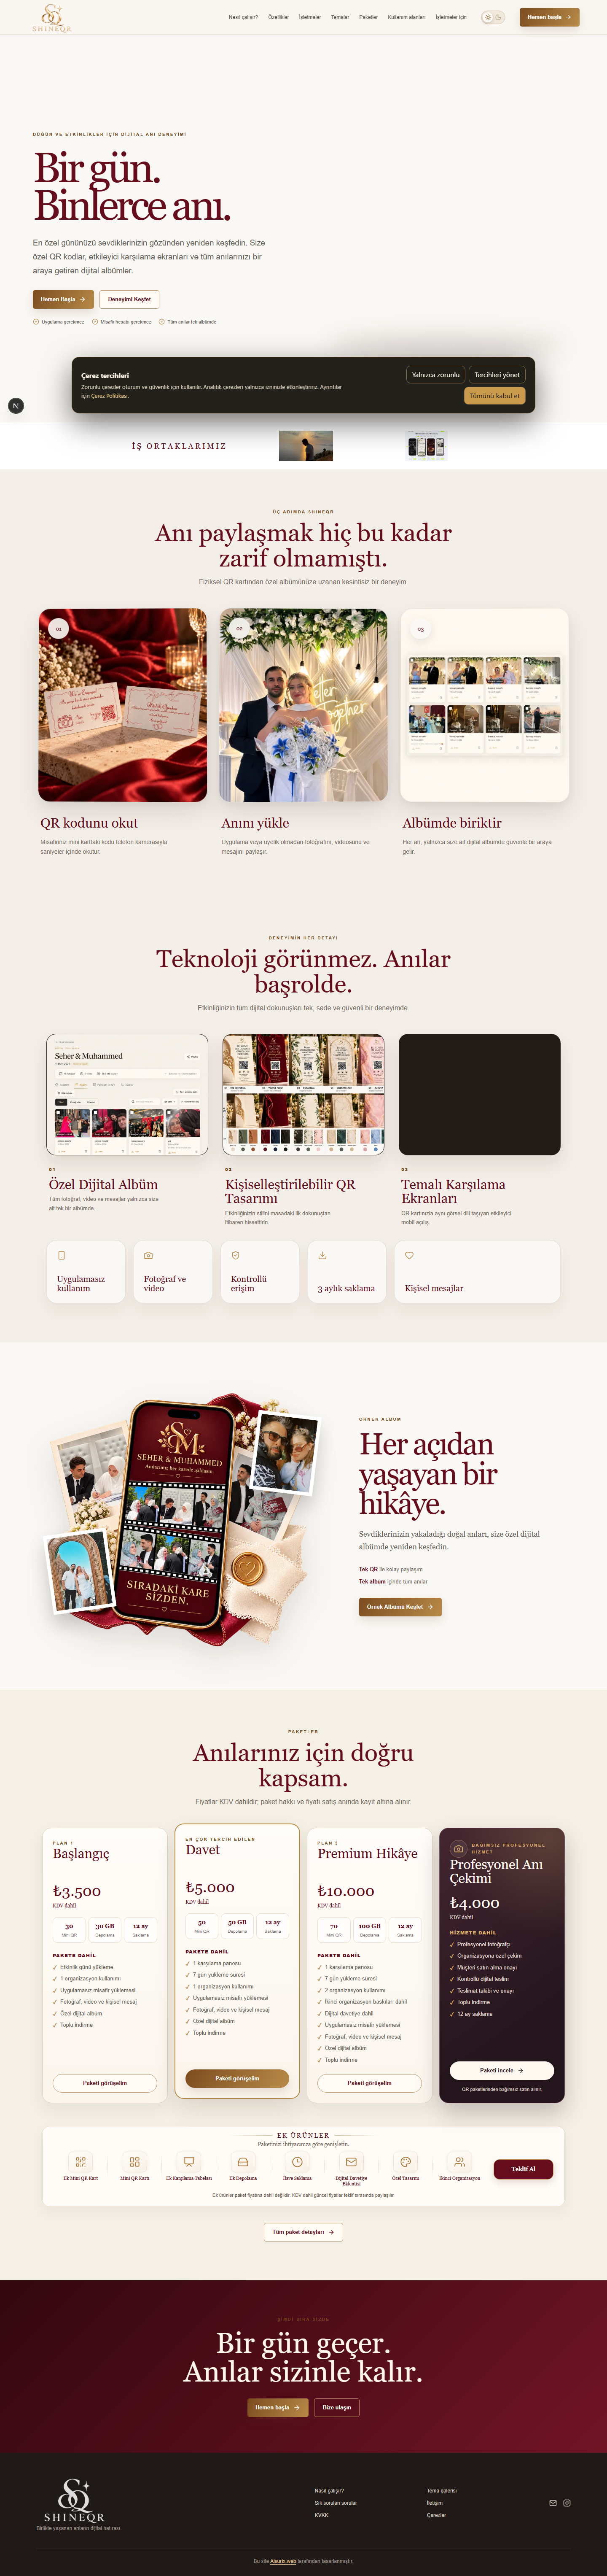 SHINEQR
Nasıl çalışır? Özellikler İşletmeler Temalar Paketler Kullanım alanları İşletmeler için
Hemen başla
DÜĞÜN VE ETKİNLİKLER İÇİN DİJİTAL ANI DENEYİMİ
Bir gün.
Binlerce anı.
En özel gününüzü sevdiklerinizin gözünden yeniden keşfedin. Size
özel QR kodlar, etkileyici karşılama ekranları ve tüm anılarınızı bir
araya getiren dijital albümler.
Hemen Başla
Deneyimi Keşfet
Uygulama gerekmez Misafir hesabı gerekmez Tüm anılar tek albümde
Çerez tercihleri
Zorunlu çerezler oturum ve güvenlik için kullanılır. Analitik çerezleri yalnızca izninizle etkinleştiririz. Ayrıntılar
için Çerez Politikası.
Yalnızca zorunlu
Tercihleri yönet
Tümünü kabul et
N
İŞ ORTAKLARIMIZ
ÜÇ ADIMDA SHINEQR
Anı paylaşmak hiç bu kadar
zarif olmamıştı.
Fiziksel QR kartından özel albümünüze uzanan kesintisiz bir deneyim.
01
02
03
QR kodunu okut
Misafiriniz mini karttaki kodu telefon kamerasıyla
saniyeler içinde okutur.
Anını yükle
Uygulama veya üyelik olmadan fotoğrafını, videosunu ve
mesajını paylaşır.
Albümde biriktir
Her an, yalnızca size ait dijital albümde güvenle bir araya
gelir.
DENEYİMİN HER DETAYI
Teknoloji görünmez. Anılar
başrolde.
Etkinliğinizin tüm dijital dokunuşları tek, sade ve güvenli bir deneyimde.
Seher & Muhammed
01
Özel Dijital Albüm
Tüm fotoğraf, video ve mesajlar yalnızca size
ait tek bir albümde.
02
Kişiselleştirilebilir QR
Tasarımı
Etkinliğinizin stilini masadaki ilk dokunuştan
itibaren hissettirin.
03
Temalı Karşılama
Ekranları
QR kartınızla aynı görsel dili taşıyan etkileyici
mobil açılış.
Uygulamasız
kullanım
Fotoğraf ve
video
Kontrollü
erişim
3 aylık saklama
Kişisel mesajlar
SM
SEHER & MUHAMMED
SIRADAKİ KARE
SİZDEN.
ÖRNEK ALBÜM
Her açıdan
yaşayan bir
hikâye.
Sevdiklerinizin yakaladığı doğal anları, size özel dijital
albümde yeniden keşfedin.
Tek QR ile kolay paylaşım
Tek albüm içinde tüm anılar
Örnek Albümü Keşfet
PAKETLER
Anılarınız için doğru
kapsam.
Fiyatlar KDV dahildir; paket hakkı ve fiyatı satış anında kayıt altına alınır.
PLAN 1
Başlangıç
₺3.500
KDV dahil
30 Mini QR
30 GB Depolama
12 ay Saklama
PAKETE DAHİL
Etkinlik günü yükleme
1 organizasyon kullanımı
Uygulamasız misafir yüklemesi
Fotoğraf, video ve kişisel mesaj
Özel dijital albüm
Toplu indirme
Paketi görüşelim
EN ÇOK TERCİH EDİLEN
Davet
₺5.000
KDV dahil
50 Mini QR
50 GB Depolama
12 ay Saklama
PAKETE DAHİL
1 karşılama panosu
7 gün yükleme süresi
1 organizasyon kullanımı
Uygulamasız misafir yüklemesi
Fotoğraf, video ve kişisel mesaj
Özel dijital albüm
Toplu indirme
Paketi görüşelim
PLAN 3
Premium Hikâye
₺10.000
KDV dahil
70 Mini QR
100 GB Depolama
12 ay Saklama
PAKETE DAHİL
1 karşılama panosu
7 gün yükleme süresi
2 organizasyon kullanımı
İkinci organizasyon baskıları dahil
Dijital davetiye dahil
Uygulamasız misafir yüklemesi
Fotoğraf, video ve kişisel mesaj
Özel dijital albüm
Toplu indirme
Paketi görüşelim
BAĞIMSIZ PROFESYONEL
HİZMET
Profesyonel Anı
Çekimi
₺4.000
KDV dahil
HİZMETE DAHİL
Profesyonel fotoğrafçı
Organizasyona özel çekim
Müşteri satın alma onayı
Kontrollü dijital teslim
Teslimat takibi ve onayı
Toplu indirme
12 ay saklama
Paketi incele
QR paketlerinden bağımsız satın alınır
EK ÜRÜNLER
Paketinizi ihtiyacınıza göre genişletin.
Ek Mini QR Kart
Mini QR Kartı
Ek Karşılama Tabelası
Ek Depolama
İlave Saklama
Dijital Davetiye
Eklentisi
Özel Tasarım
İkinci Organizasyon
Teklif Al
Ek ürünler paket fiyatına dahil değildir. KDV dahil güncel fiyatlar teklif sırasında paylaşılır.
Tüm paket detayları
ŞİMDİ SIRA SİZDE
Bir gün geçer.
Anılar sizinle kalır.
Hemen başla
Bize ulaşın
SHINEQR
Birlikte yaşanan anların dijital hatırası.
Nasıl çalışır?
Sık sorulan sorular
KVKK
Tema galerisi
İletişim
Çerezler
Bu site Alourix web tarafından tasarlanmıştır.